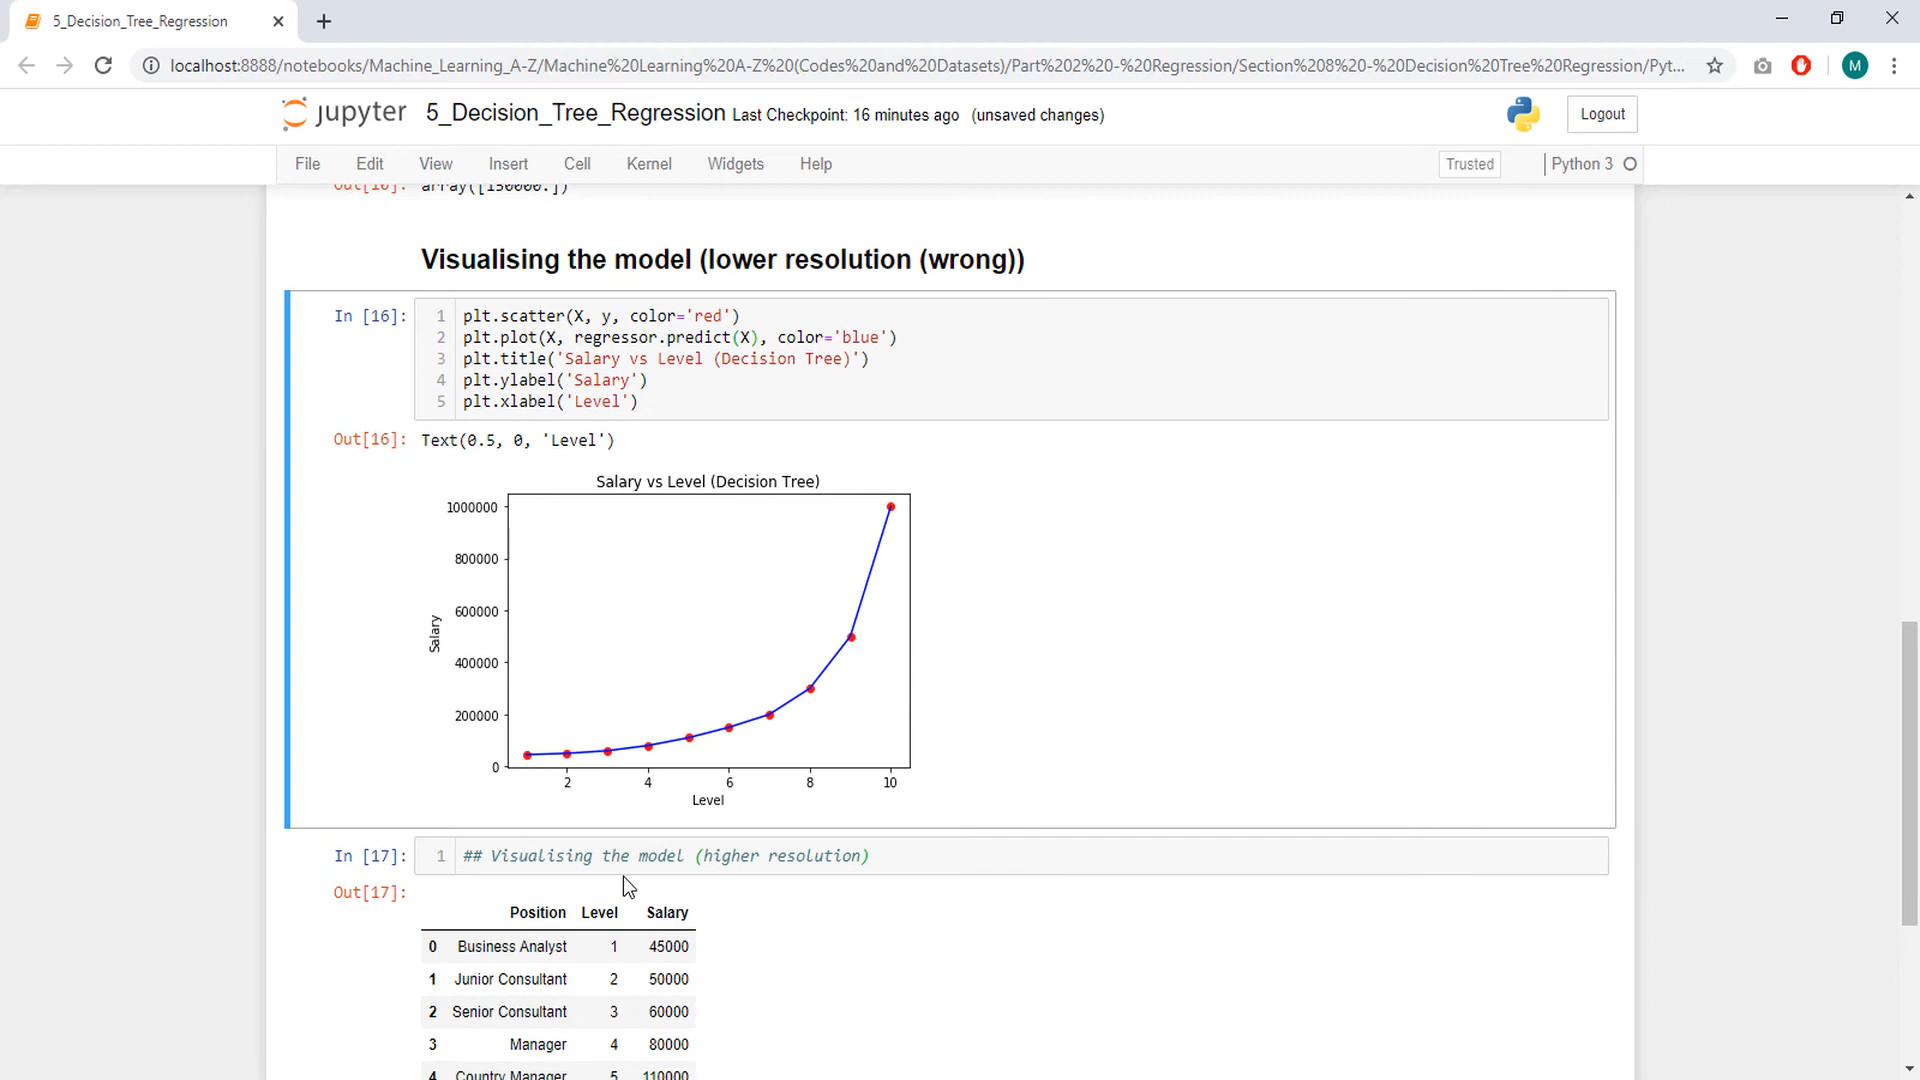 5_Decision_Tree_Regression
localhost:8888/notebooks/Machine_Learning_A-Z/Machine%20Learning%20A-Z%20(Codes%20and%20Datasets)/Part%202%20-%20Regression/Section%208%20-%20Decision%20Tree%20Regression/Pyt...
M
jupyter 5_Decision_Tree_Regression Last Checkpoint: 16 minutes ago (unsaved changes)
Logout
File Edit View Insert Cell Kernel Widgets Help
Trusted
Python 3
array([150000.])
Visualising the model (lower resolution (wrong))
In [16]:
1 plt.scatter(X, y, color='red')
2 plt.plot(X, regressor.predict(X), color='blue')
3 plt.title('Salary vs Level (Decision Tree)')
4 plt.ylabel('Salary')
5 plt.xlabel('Level')
Out[16]: Text(0.5, 0, 'Level')
Salary vs Level (Decision Tree)
1000000
800000
600000
400000
200000
0
Salary
2 4 6 8 10
Level
In [17]: 1 ## Visualising the model (higher resolution)
Out[17]:
Position Level Salary
0 Business Analyst 1 45000
1 Junior Consultant 2 50000
2 Senior Consultant 3 60000
3 Manager 4 80000
4 Country Manager 5 110000